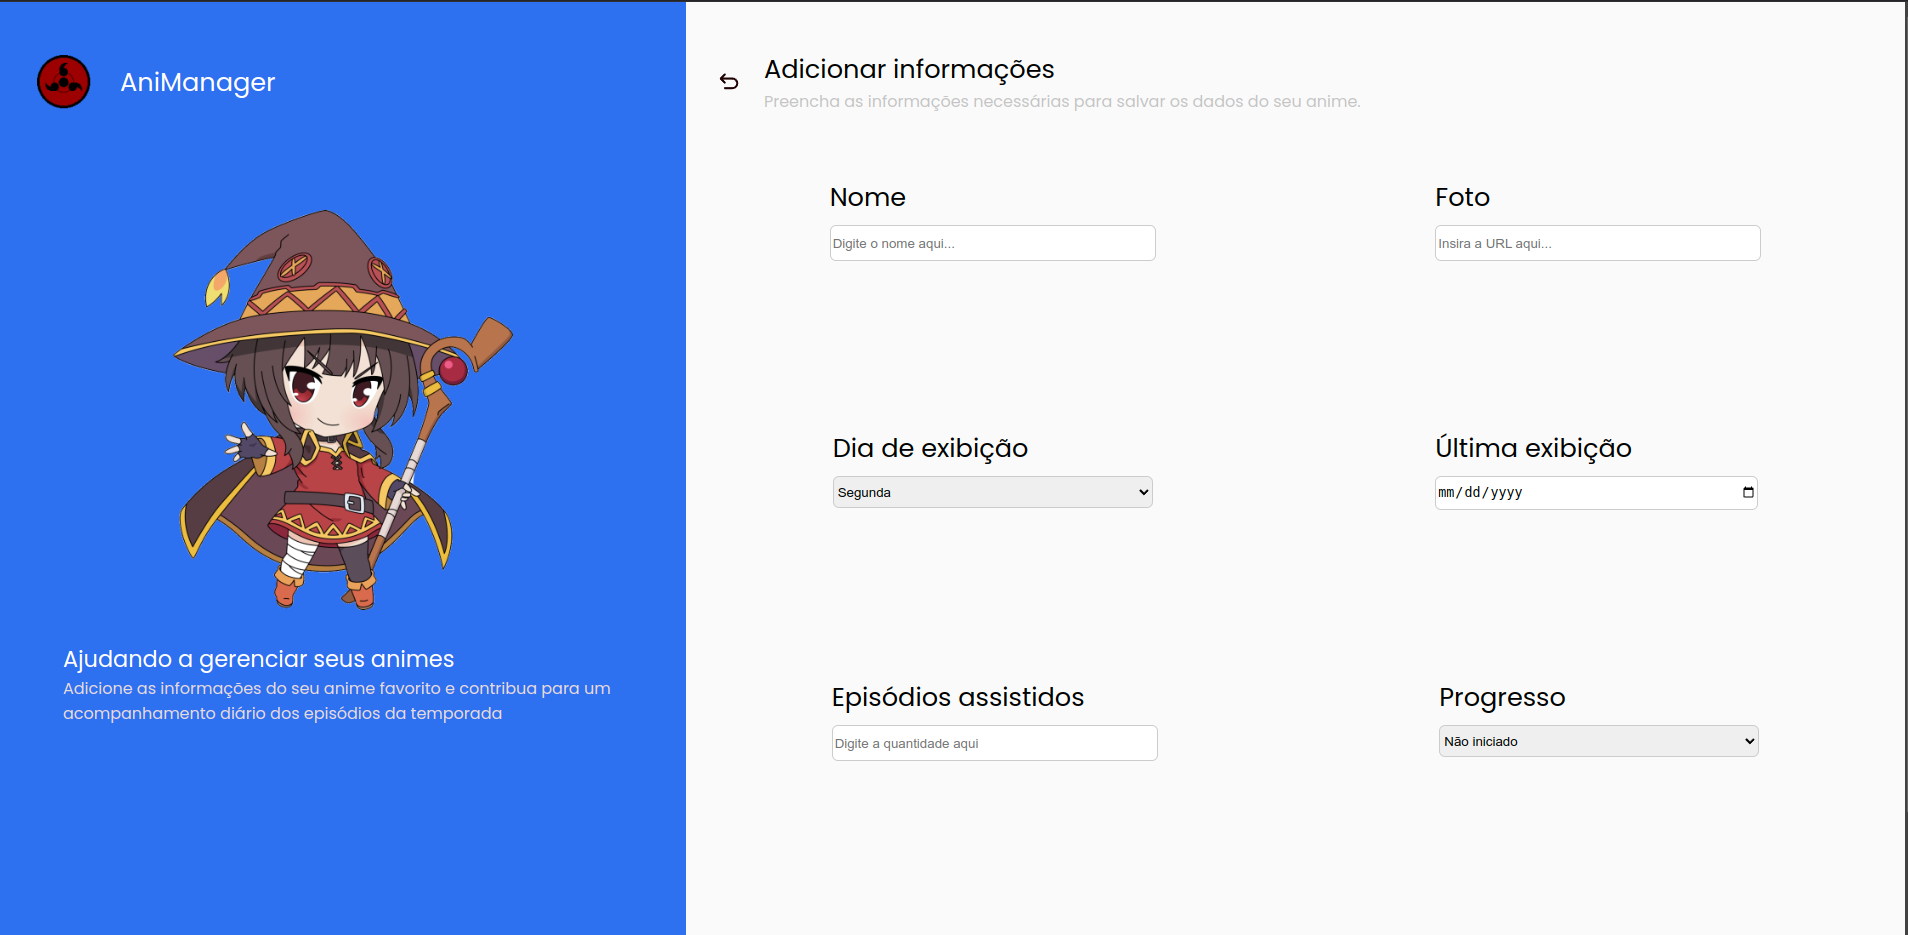 AniManager
Ajudando a gerenciar seus animes
Adicione as informações do seu anime favorito e contribua para um
acompanhamento diário dos episódios da temporada
Adicionar informações
Preencha as informações necessárias para salvar os dados do seu anime.
Nome
Digite o nome aqui...
Foto
Insira a URL aqui...
Dia de exibição
Segunda
Última exibição
mm/dd/yyyy
Episódios assistidos
Digite a quantidade aqui
Progresso
Não iniciado